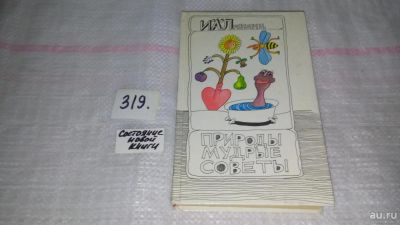 319.
Состояние
новой
книги
ПРИРОДЫ
МУДРЫЕ
СОВЕТЫ
au.ru